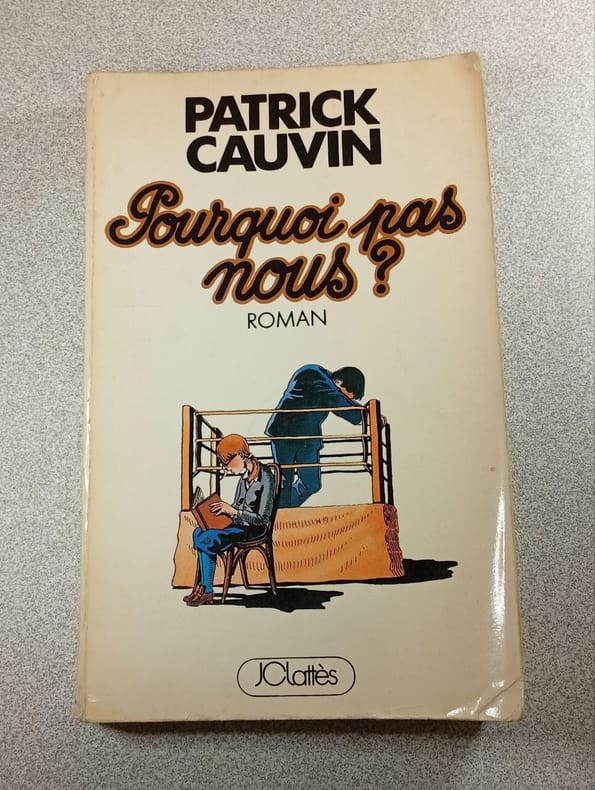 PATRICK
CAUVIN
Pourquoi pas
nous ?
ROMAN
JCLattès